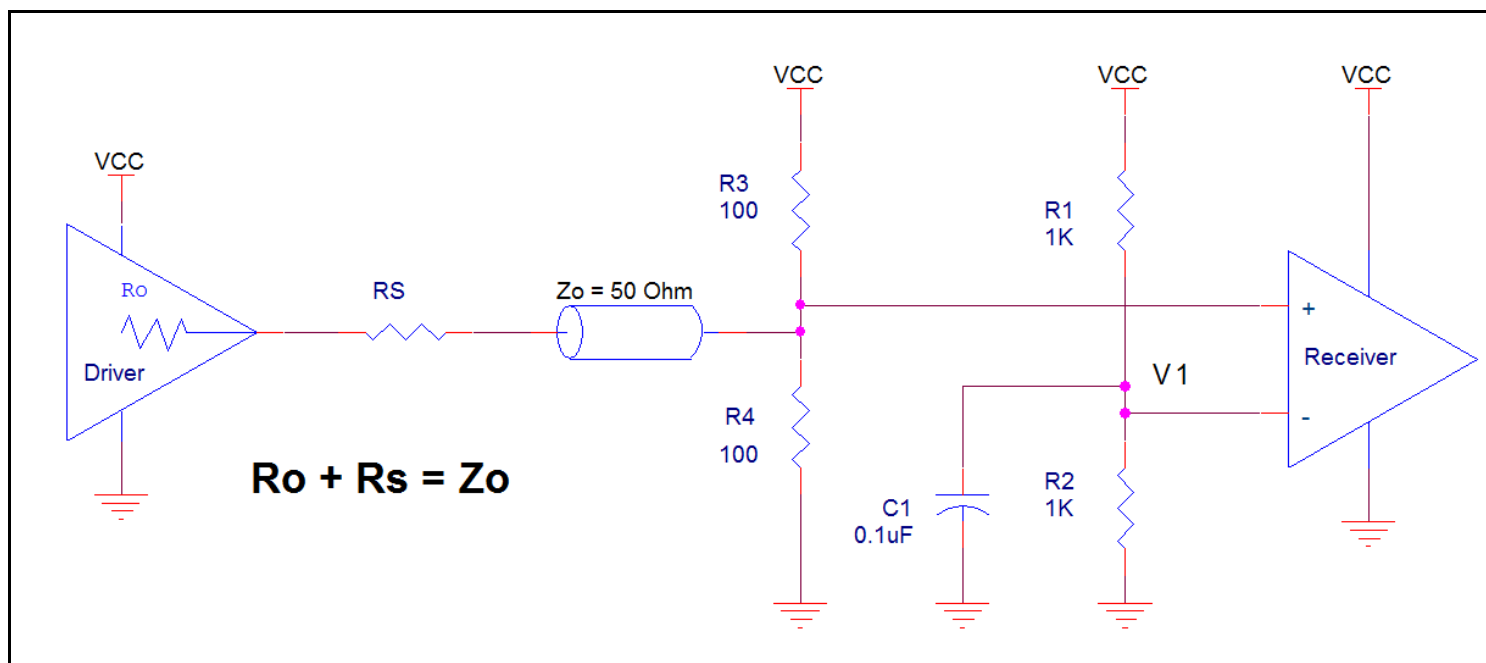 VCC
VCC
VCC
VCC
R3
100
R1
1K
Ro
RS
Zo = 50 Ohm
+
Driver
Receiver
V1
-
R4
100
Ro + Rs = Zo
C1
0.1uF
R2
1K